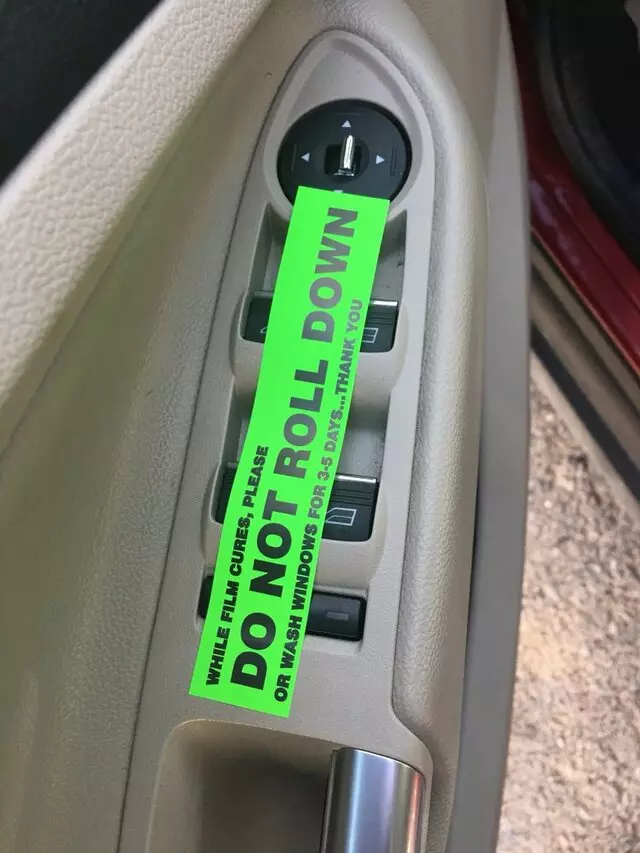 WHILE FILM CURES, PLEASE
DO NOT ROLL DOWN
OR WASH WINDOWS FOR 3-5 DAYS...THANK YOU